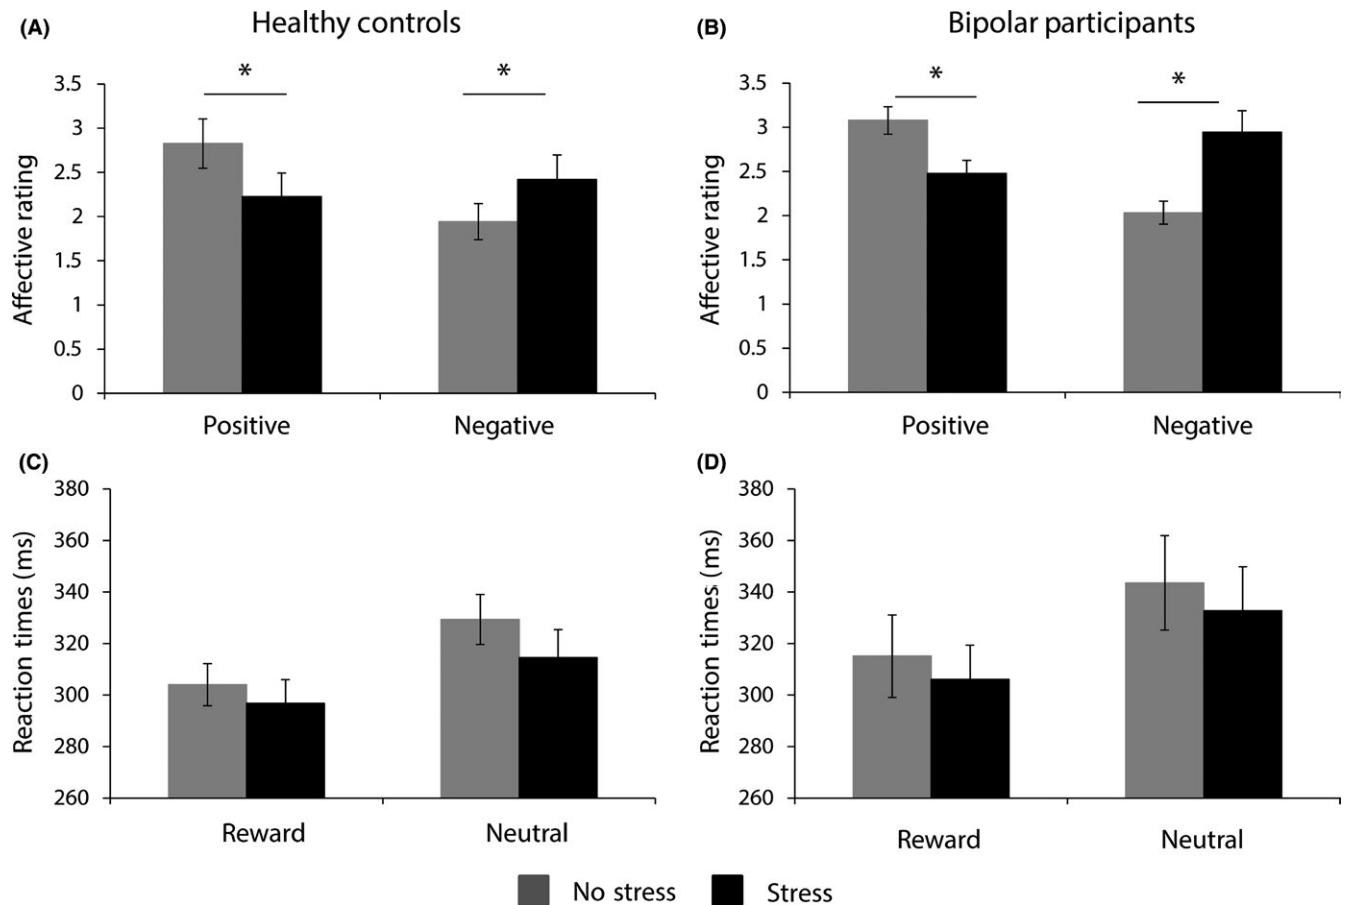 (A) Healthy controls
(B) Bipolar participants
* *
Affective rating
3.5
3
2.5
2
1.5
1
0.5
0
Positive Negative
* *
Affective rating
3.5
3
2.5
2
1.5
1
0.5
0
Positive Negative
(C)
Reaction times (ms)
380
360
340
320
300
280
260
Reward Neutral
(D)
Reaction times (ms)
380
360
340
320
300
280
260
Reward Neutral
No stress Stress